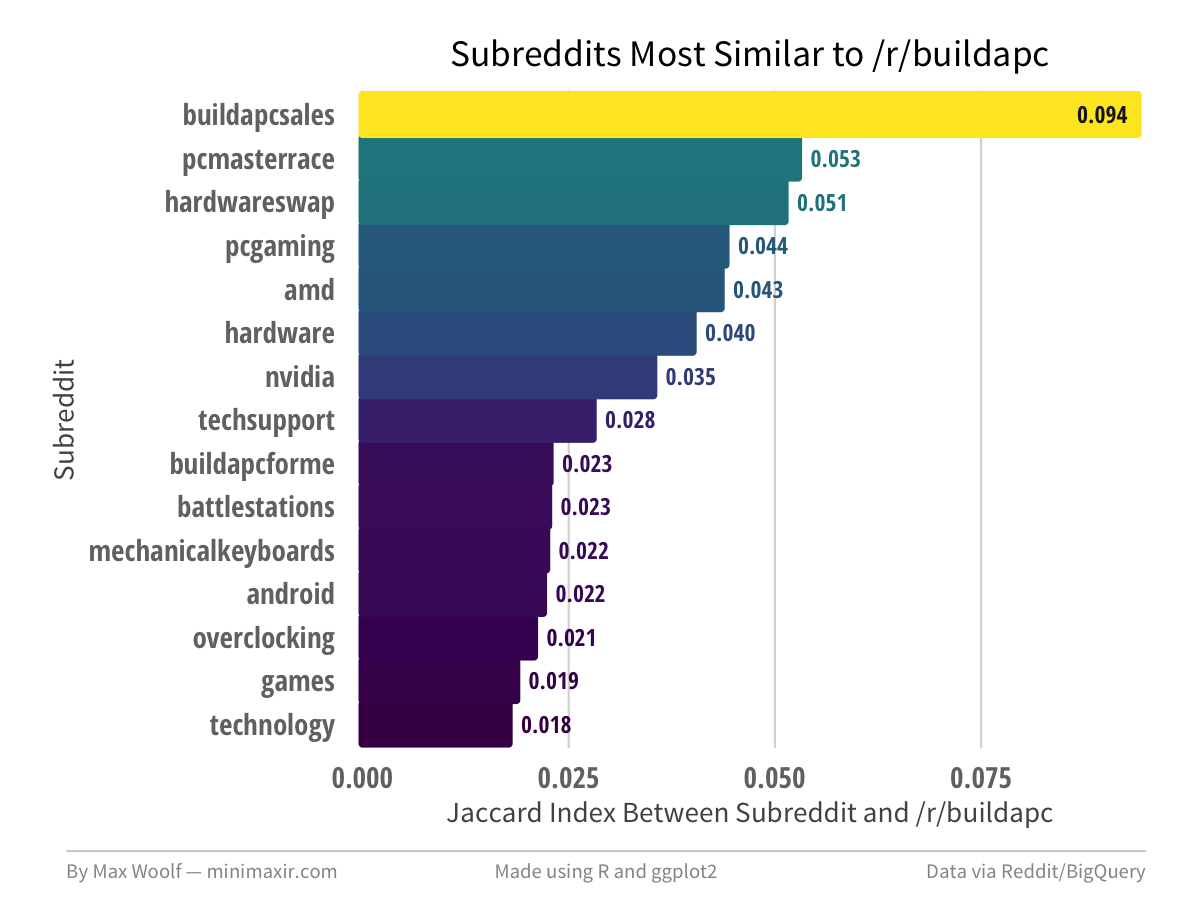 Subreddits Most Similar to /r/buildapc
buildapcsales 0.094
pcmasterrace 0.053
hardwareswap 0.051
pcgaming 0.044
amd 0.043
hardware 0.040
nvidia 0.035
techsupport 0.028
buildapcforme 0.023
battlestations 0.023
mechanicalkeyboards 0.022
android 0.022
overclocking 0.021
games 0.019
technology 0.018
Subreddit
0.000 0.025 0.050 0.075
Jaccard Index Between Subreddit and /r/buildapc
By Max Woolf — minimaxir.com Made using R and ggplot2 Data via Reddit/BigQuery